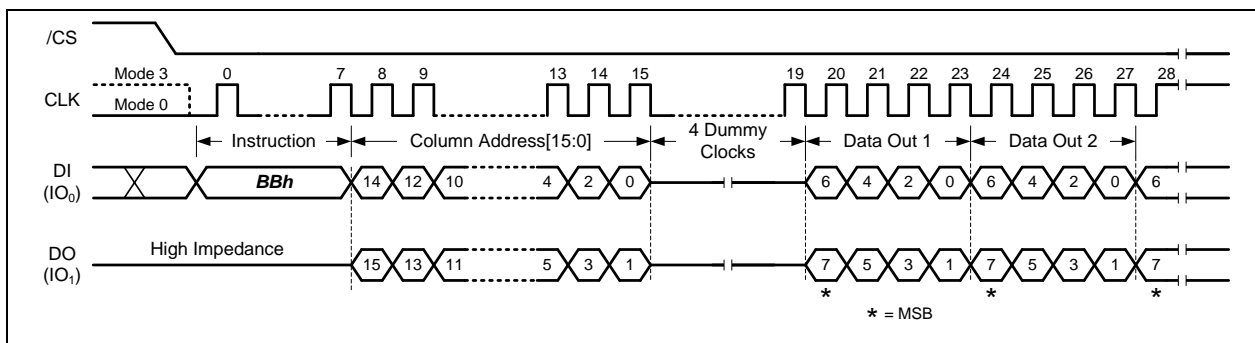 /CS
Mode 3 0 7 8 9 13 14 15 19 20 21 22 23 24 25 26 27 28
CLK Mode 0
Instruction Column Address[15:0] 4 Dummy Clocks Data Out 1 Data Out 2
DI (IO0) BBh 14 12 10 4 2 0 6 4 2 0 6 4 2 0 6
High Impedance
DO (IO1) 15 13 11 5 3 1 7 5 3 1 7 5 3 1 7
* * *
* = MSB